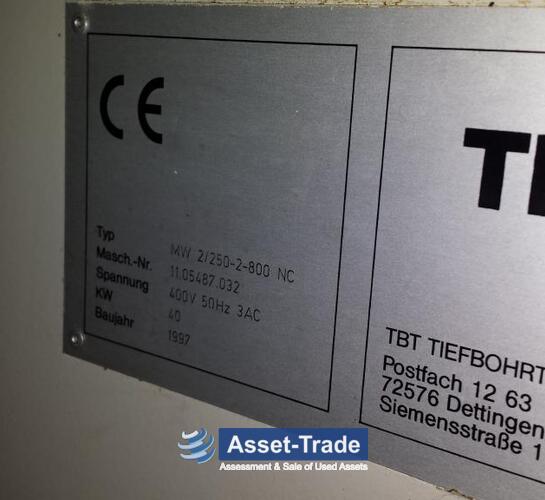 CE
Typ MW 2/250-2-800 NC
Masch.-Nr. 11.05487.032
Spannung 400V 50Hz 3AC
KW 40
Baujahr 1997
TBT TIEFBOHRT
Postfach 12 63
72576 Dettingen
Siemensstraße 1
Asset-Trade
Assessment & Sale of Used Assets